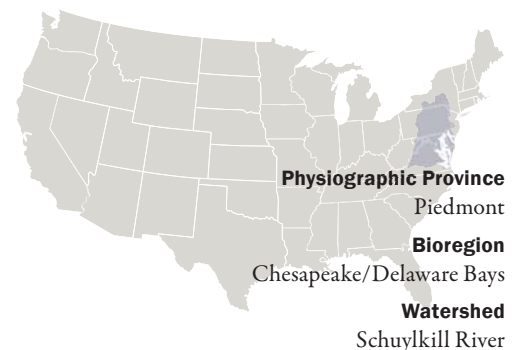 Physiographic Province
Piedmont
Bioregion
Chesapeake/Delaware Bays
Watershed
Schuylkill River